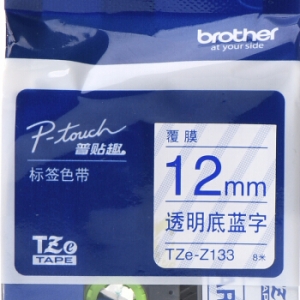 brother
at your side
P-touch
普贴趣
标签色带
TZe
TAPE
覆膜
12mm
透明底蓝字
TZe-Z133 8米